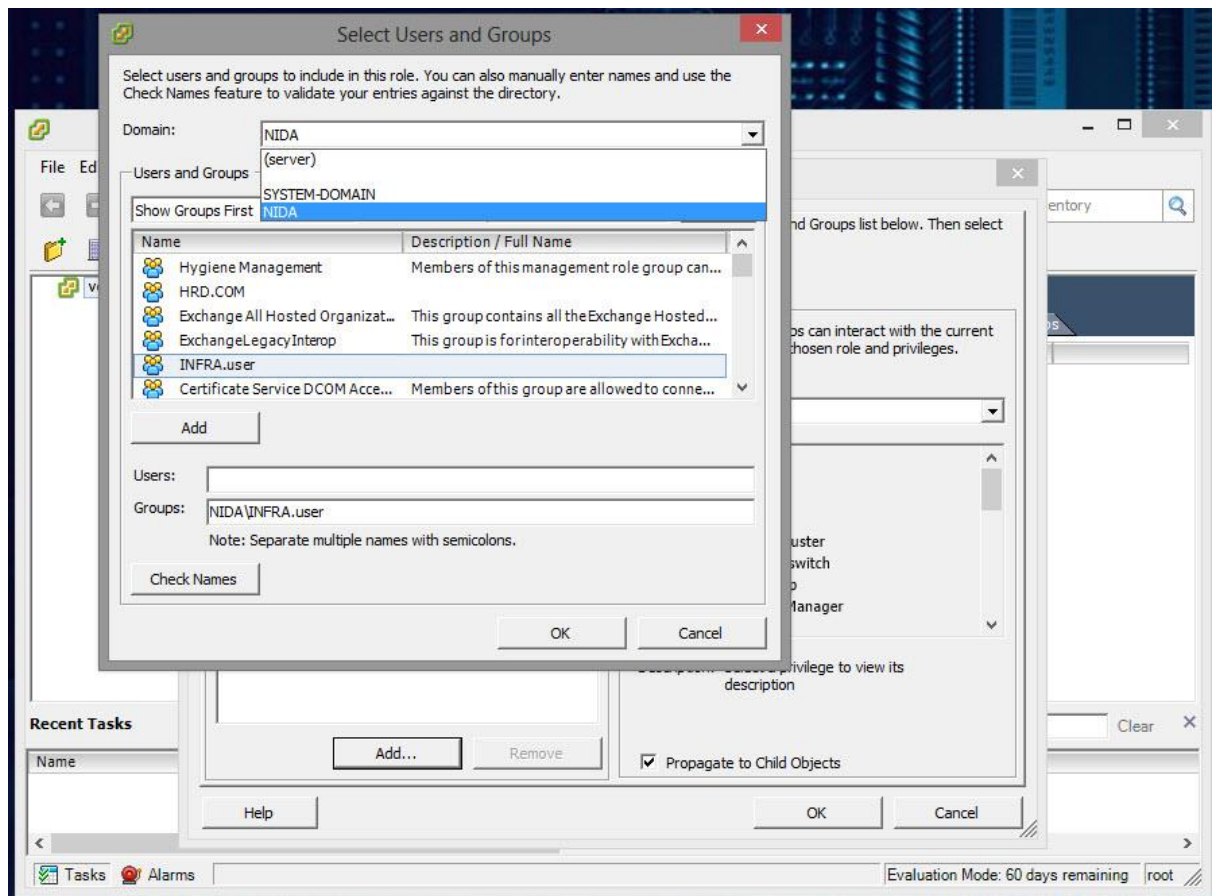 Select Users and Groups
Select users and groups to include in this role. You can also manually enter names and use the
Check Names feature to validate your entries against the directory.
Domain:
NIDA
(server)
SYSTEM-DOMAIN
NIDA
Users and Groups
Show Groups First
Name
Description / Full Name
Hygiene Management
Members of this management role group can...
HRD.COM
Exchange All Hosted Organizat...
This group contains all the Exchange Hosted...
ExchangeLegacyInterop
This group is for interoperability with Excha...
INFRA.user
Certificate Service DCOM Acce...
Members of this group are allowed to conne...
Add
Users:
Groups:
NIDA\INFRA.user
Note: Separate multiple names with semicolons.
Check Names
OK
Cancel
File Ed
entory
nd Groups list below. Then select
can interact with the current
hosen role and privileges.
uster
switch
Manager
privilege to view its
description
Add...
Remove
Propagate to Child Objects
Help
OK
Cancel
Recent Tasks
Clear
Name
Tasks
Alarms
Evaluation Mode: 60 days remaining
root